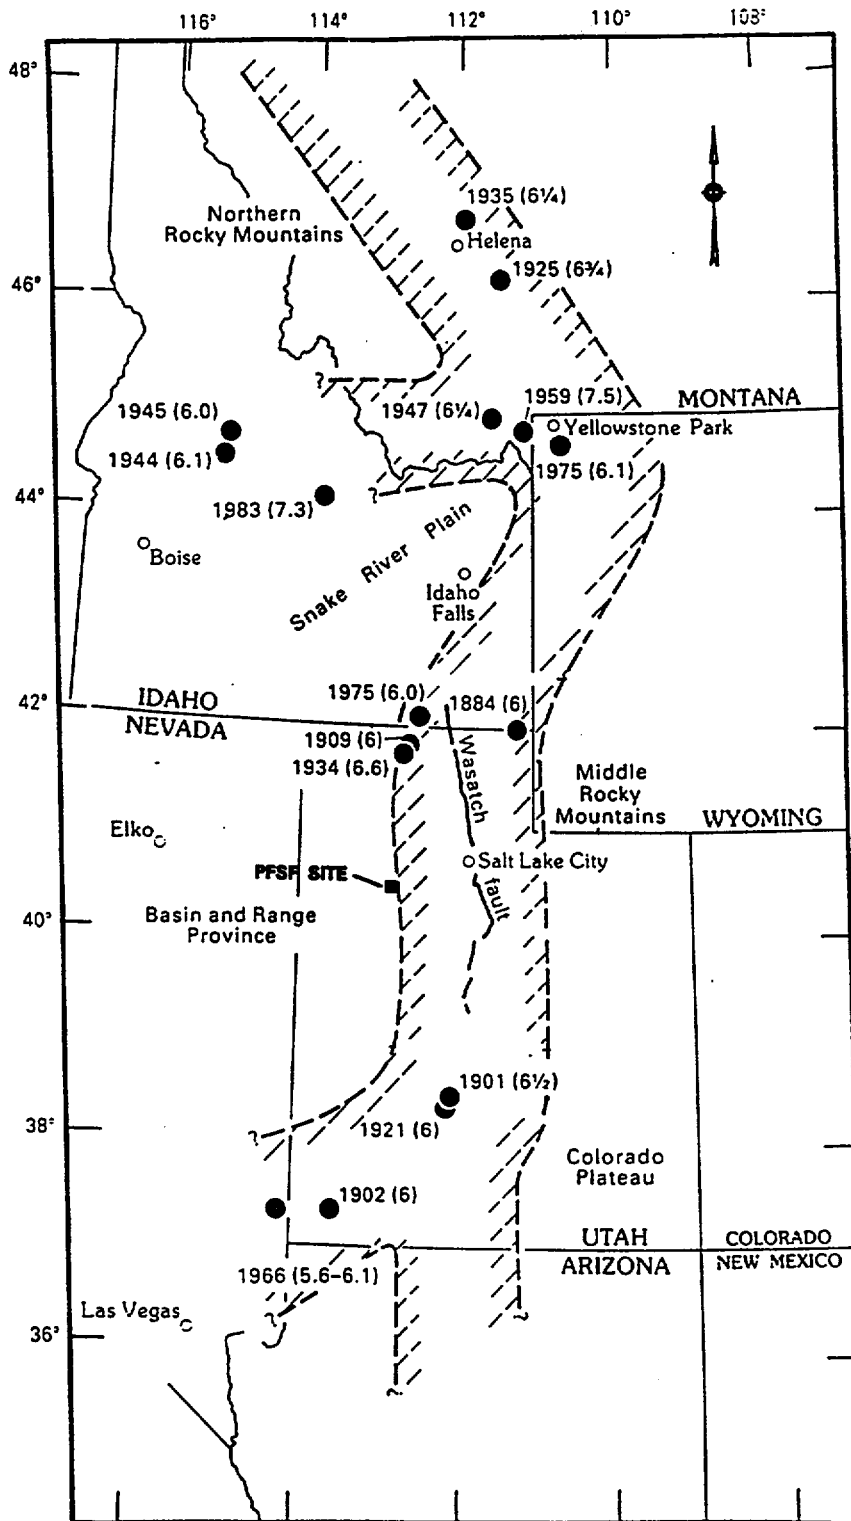 116°
114°
112°
110°
108°
48°
1935 (6¼)
Northern
Rocky Mountains
Helena
1925 (6¾)
46°
?
1959 (7.5)
MONTANA
1945 (6.0)
1947 (6¼)
Yellowstone Park
1944 (6.1)
1975 (6.1)
44°
?
1983 (7.3)
Boise
Snake River Plain
Idaho
Falls
42°
IDAHO
NEVADA
1975 (6.0)
1884 (6)
1909 (6)
1934 (6.6)
Wasatch
fault
Middle
Rocky
Mountains
WYOMING
Elko
Salt Lake City
PFSF SITE
40°
Basin and Range
Province
1901 (6½)
38°
?
1921 (6)
Colorado
Plateau
1902 (6)
UTAH
ARIZONA
COLORADO
NEW MEXICO
1966 (5.6-6.1)
Las Vegas
?
?
36°
?